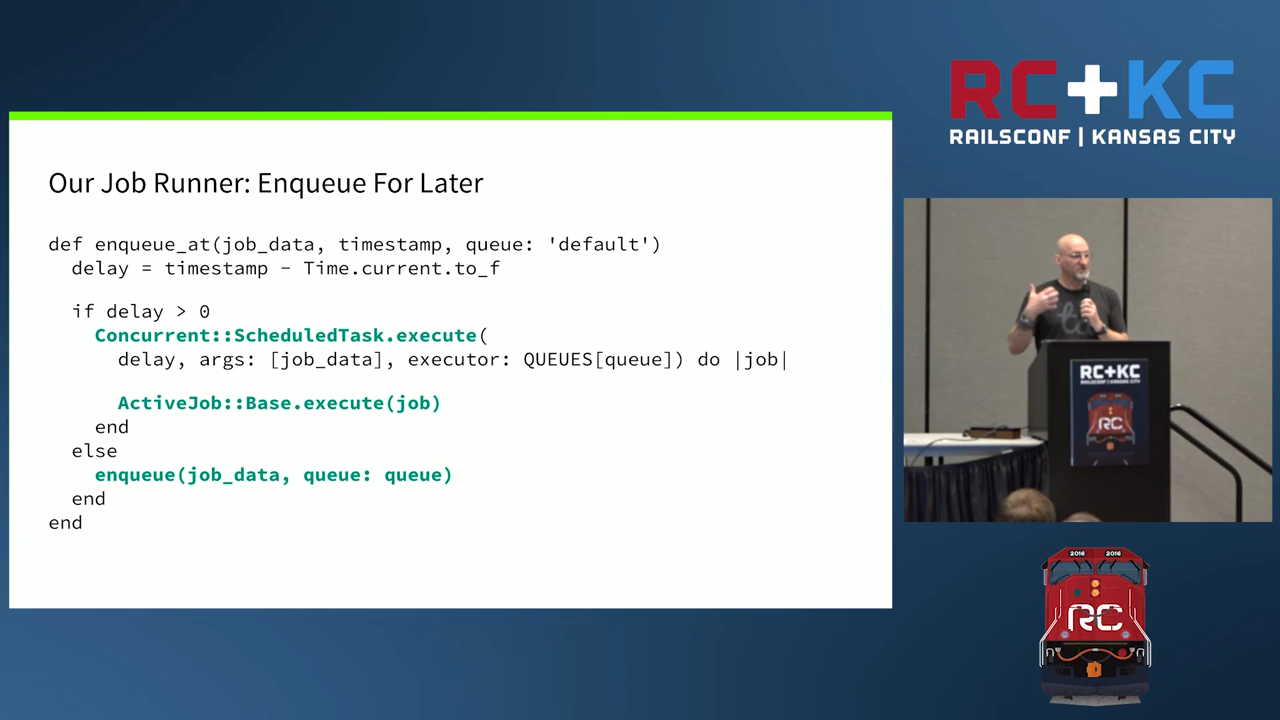 RC+KC
RAILSCONF | KANSAS CITY
Our Job Runner: Enqueue For Later
def enqueue_at(job_data, timestamp, queue: 'default')
delay = timestamp - Time.current.to_f
if delay > 0
Concurrent::ScheduledTask.execute(
delay, args: [job_data], executor: QUEUES[queue]) do |job|
ActiveJob::Base.execute(job)
end
else
enqueue(job_data, queue: queue)
end
end
RC+KC
RC
2016 2016
RC